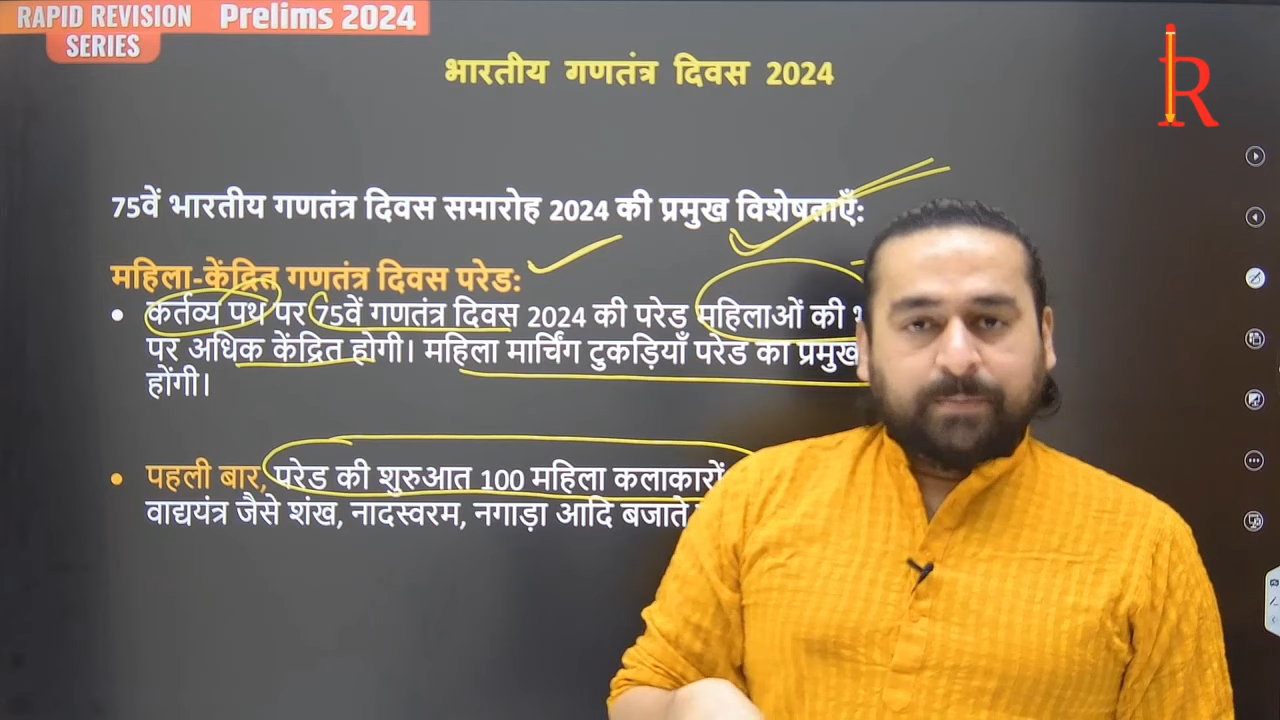 RAPID REVISION Prelims 2024
SERIES
R
भारतीय गणतंत्र दिवस 2024
75वें भारतीय गणतंत्र दिवस समारोह 2024 की प्रमुख विशेषताएँ:
महिला-केंद्रित गणतंत्र दिवस परेड:
• कर्तव्य पथ पर 75वें गणतंत्र दिवस 2024 की परेड महिलाओं की
पर अधिक केंद्रित होगी। महिला मार्चिंग टुकड़ियाँ परेड का प्रमुख
होंगी।
• पहली बार, परेड की शुरुआत 100 महिला कलाकारों
वाद्ययंत्र जैसे शंख, नादस्वरम, नगाड़ा आदि बजाते